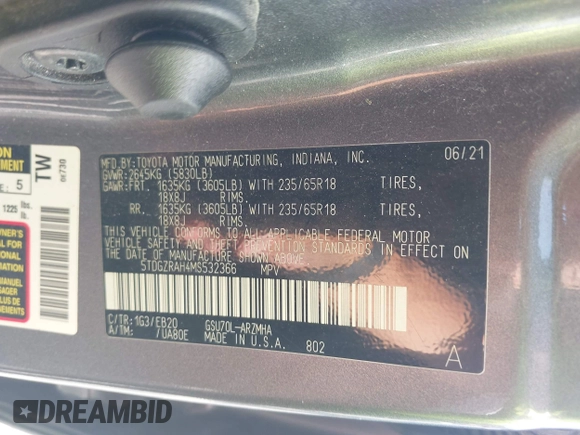 MFD.BY:TOYOTA MOTOR MANUFACTURING, INDIANA, INC. 06/21
GVWR: 2645KG (5830LB)
GAWR:FRT. 1635KG (3605LB) WITH 235/65R18 TIRES,
18X8J RIMS.
RR. 1635KG (3605LB) WITH 235/65R18 TIRES,
18X8J RIMS.
THIS VEHICLE CONFORMS TO ALL APPLICABLE FEDERAL MOTOR
VEHICLE SAFETY AND THEFT PREVENTION STANDARDS IN EFFECT ON
THE DATE OF MANUFACTURE SHOWN ABOVE.
5TDGZRAH4MS532366 MPV
C/TR:1G3/EB20 GSU70L-ARZMHA
A/TM: /UA80E MADE IN U.S.A. 802
A
TW
5
1225 lbs.
DREAMBID